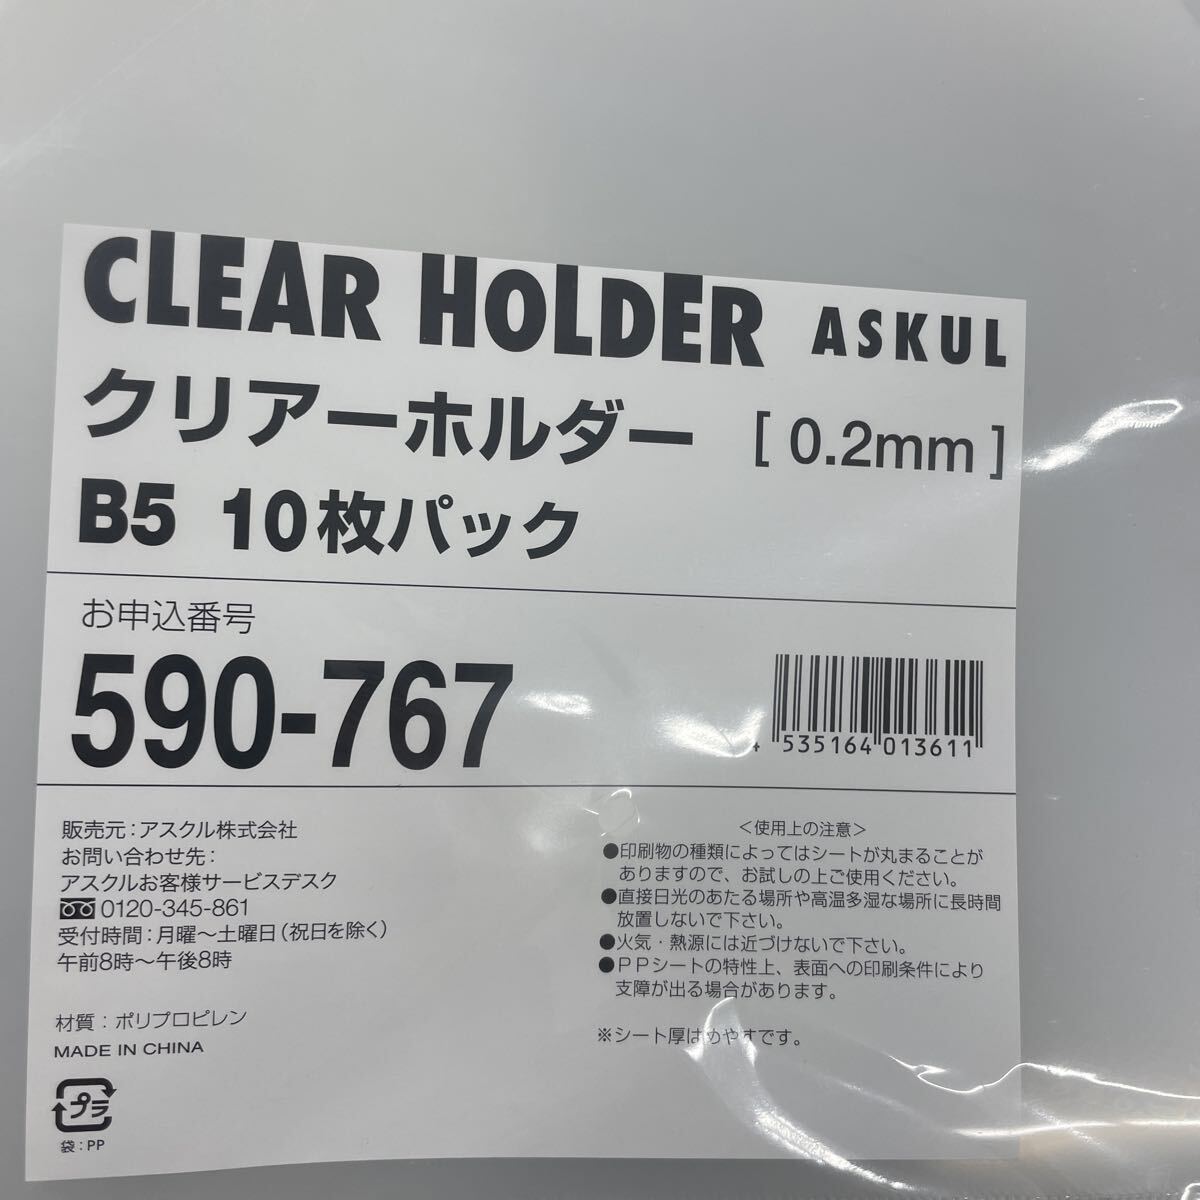 CLEAR HOLDER ASKUL
クリアーホルダー [ 0.2mm ]
B5 10枚パック
お申込番号
590-767
4 535164 013611
販売元：アスクル株式会社
お問い合わせ先：
アスクルお客様サービスデスク
0120-345-861
受付時間：月曜～土曜日（祝日を除く）
午前8時～午後8時
材質：ポリプロピレン
MADE IN CHINA
プラ
袋：PP
＜使用上の注意＞
●印刷物の種類によってはシートが丸まることが
ありますので、お試しの上ご使用ください。
●直接日光のあたる場所や高温多湿な場所に長時間
放置しないで下さい。
●火気・熱源には近づけないで下さい。
●PPシートの特性上、表面への印刷条件により
支障が出る場合があります。
※シート厚はめやすです。